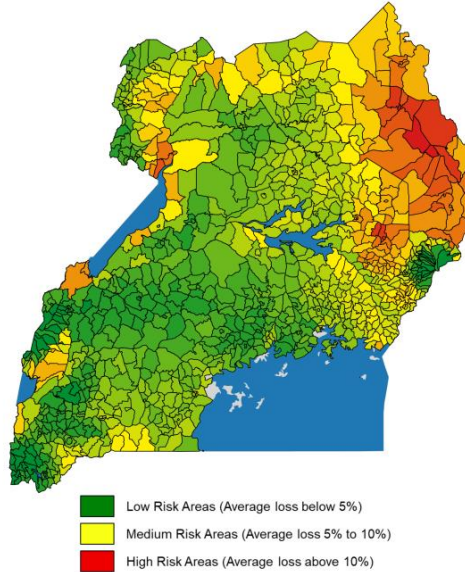 Low Risk Areas (Average loss below 5%)
Medium Risk Areas (Average loss 5% to 10%)
High Risk Areas (Average loss above 10%)